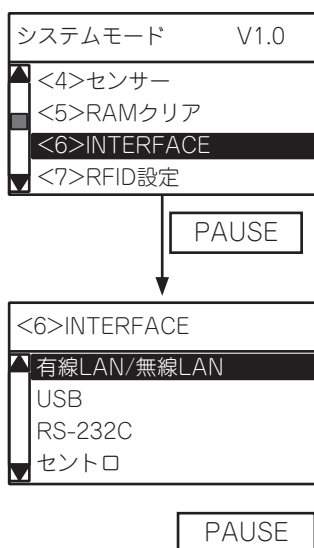 システムモード V1.0
<4>センサー
<5>RAMクリア
<6>INTERFACE
<7>RFID設定
PAUSE
<6>INTERFACE
有線LAN/無線LAN
USB
RS-232C
セントロ
PAUSE